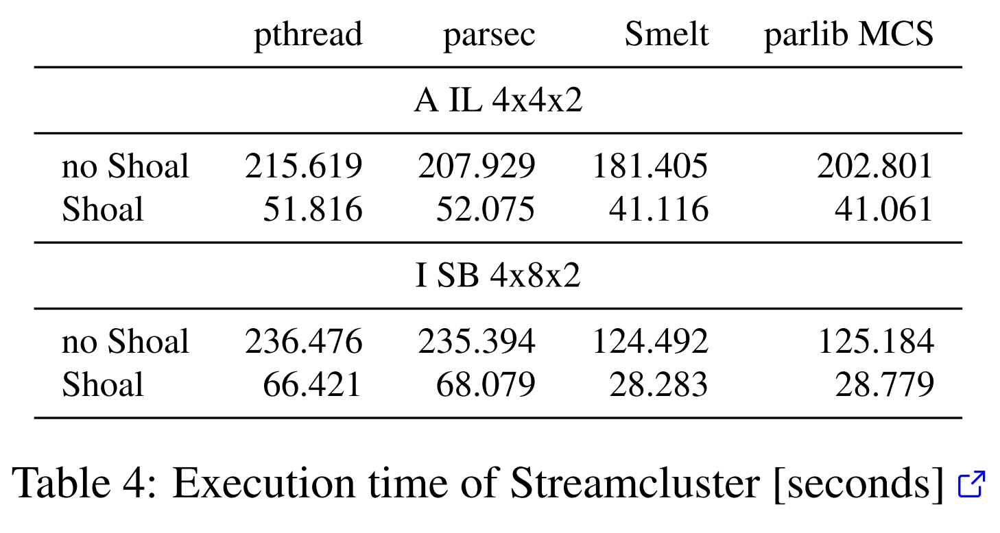 pthread parsec Smelt parlib MCS
A IL 4x4x2
no Shoal 215.619 207.929 181.405 202.801
Shoal 51.816 52.075 41.116 41.061
I SB 4x8x2
no Shoal 236.476 235.394 124.492 125.184
Shoal 66.421 68.079 28.283 28.779
Table 4: Execution time of Streamcluster [seconds]